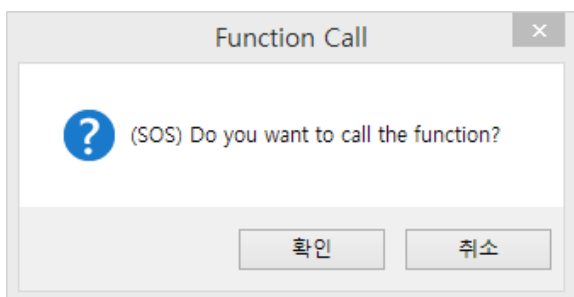 Function Call
(SOS) Do you want to call the function?
확인 취소